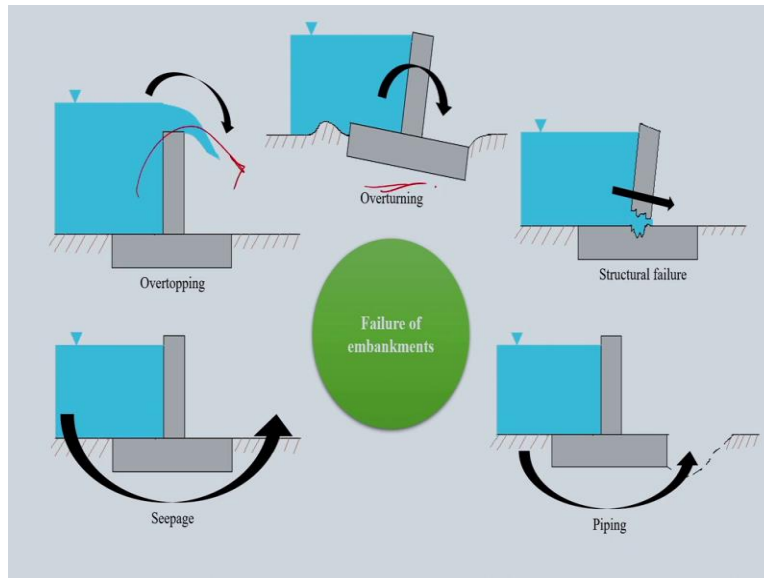 Overturning
Overtopping
Structural failure
Failure of
embankments
Seepage
Piping